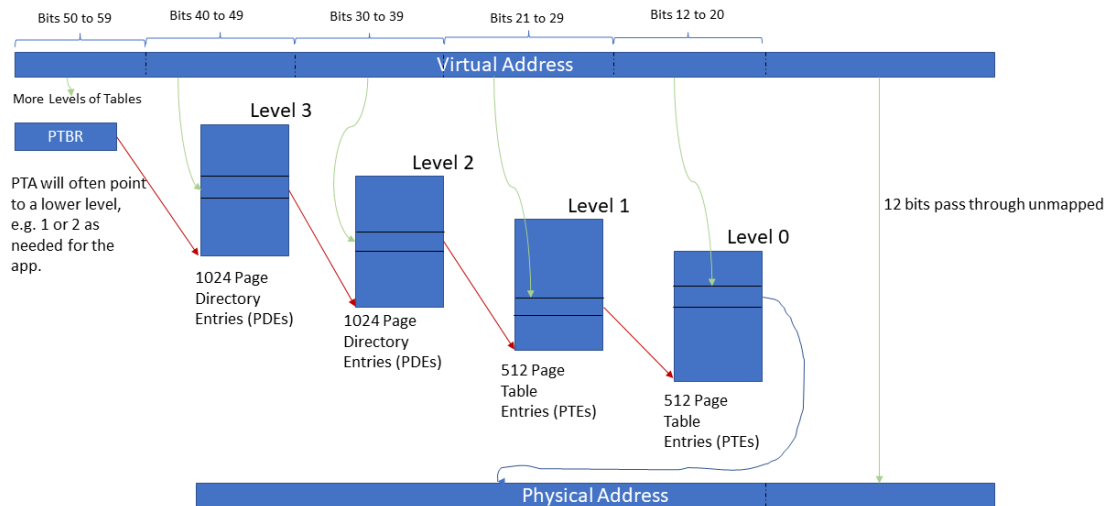 Bits 50 to 59
Bits 40 to 49
Bits 30 to 39
Bits 21 to 29
Bits 12 to 20
Virtual Address
More Levels of Tables
PTBR
PTA will often point
to a lower level,
e.g. 1 or 2 as
needed for the
app.
Level 3
1024 Page
Directory
Entries (PDEs)
Level 2
1024 Page
Directory
Entries (PDEs)
Level 1
512 Page
Table
Entries (PTEs)
Level 0
512 Page
Table
Entries (PTEs)
12 bits pass through unmapped
Physical Address